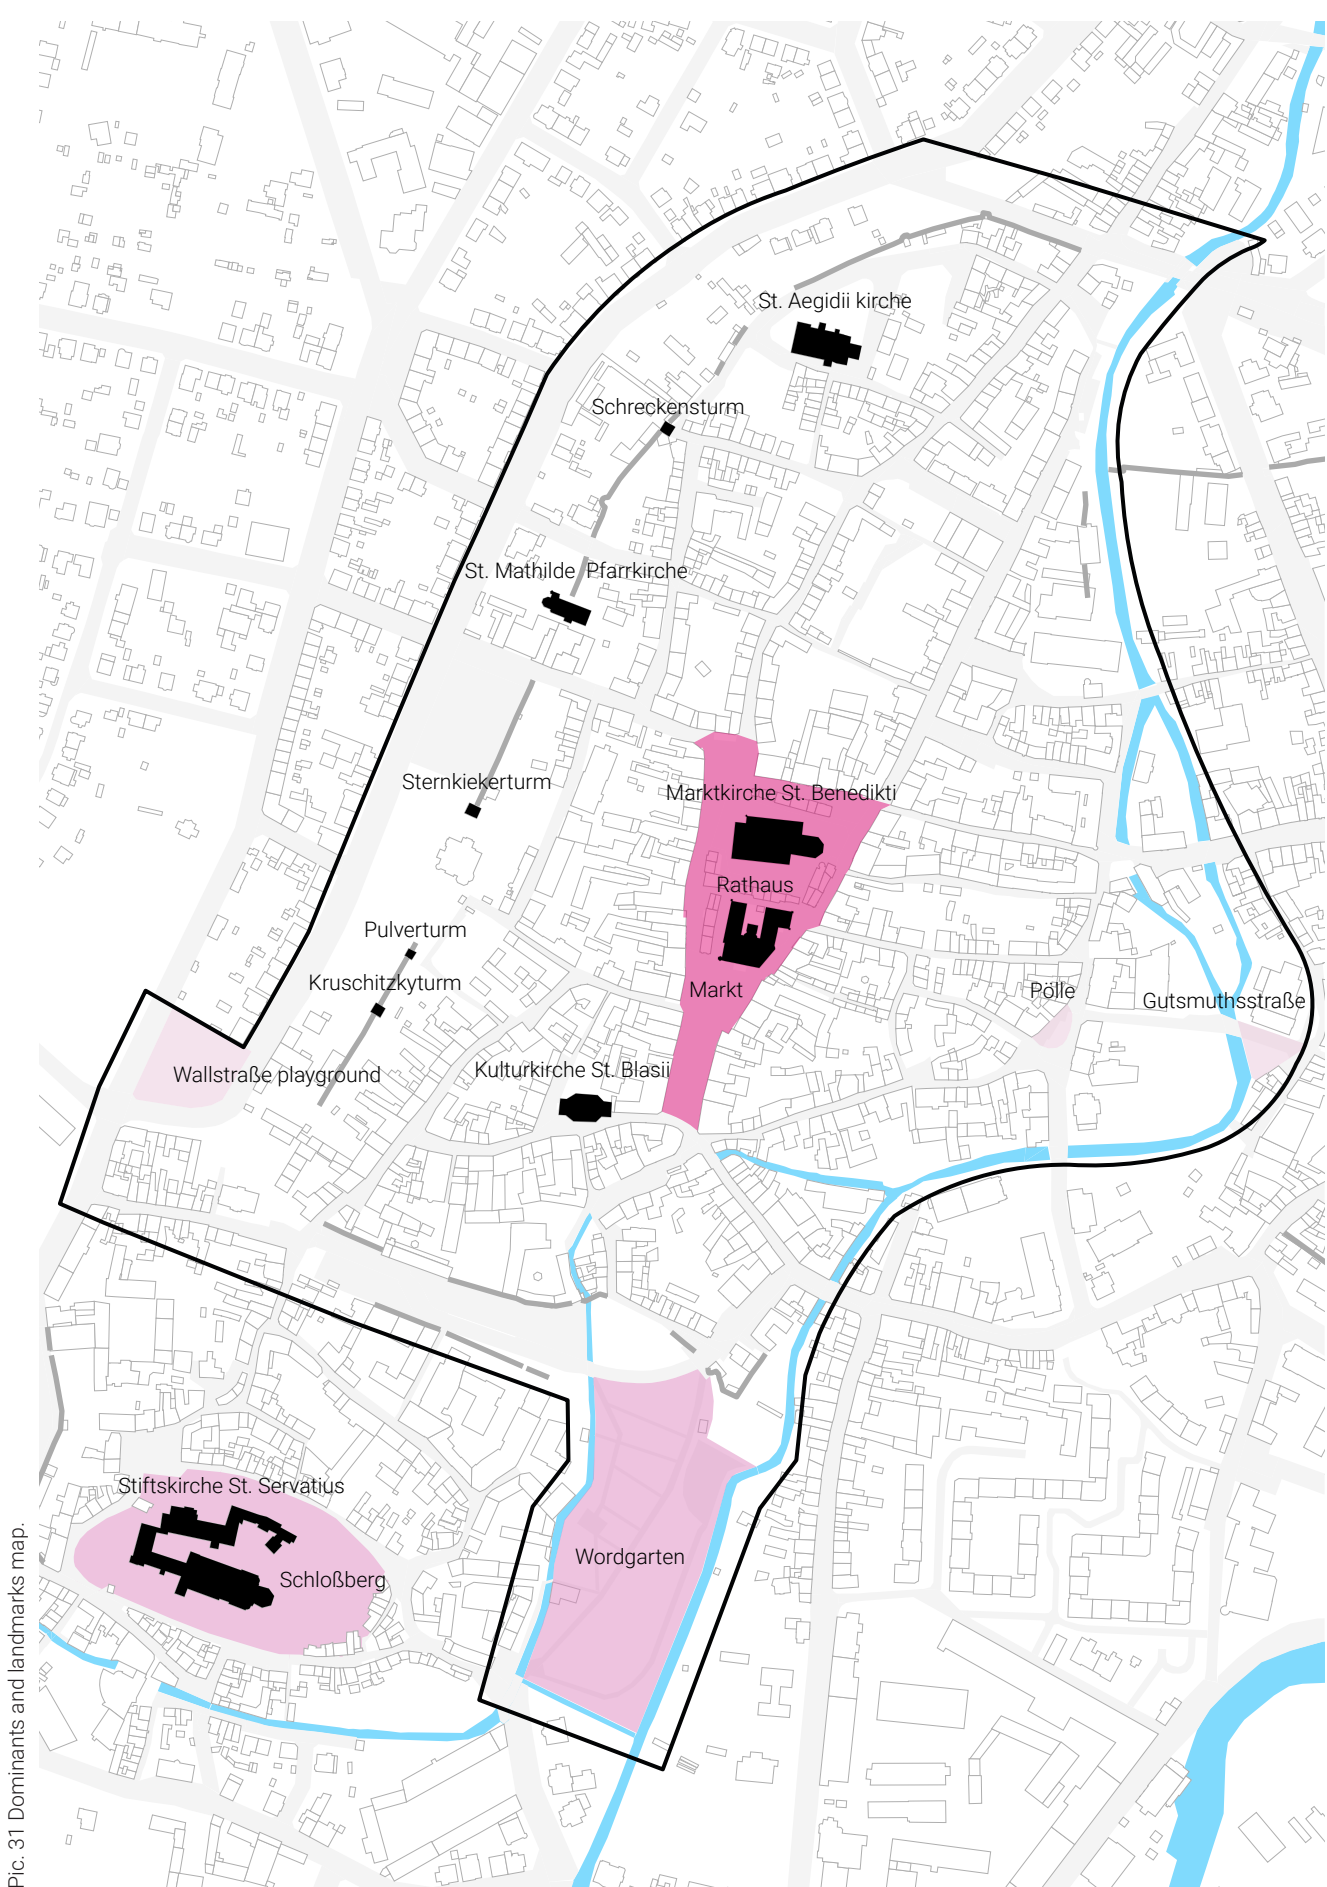 St. Aegidii kirche
Schreckensturm
St. Mathilde Pfarrkirche
Sternkiekerturm
Marktkirche St. Benedikti
Rathaus
Pulverturm
Kruschitzkyturm
Markt
Pölle
Gutsmuthsstraße
Wallstraße playground
Kulturkirche St. Blasii
Stiftskirche St. Servatius
Schloßberg
Wordgarten
Pic. 31 Dominants and landmarks map.